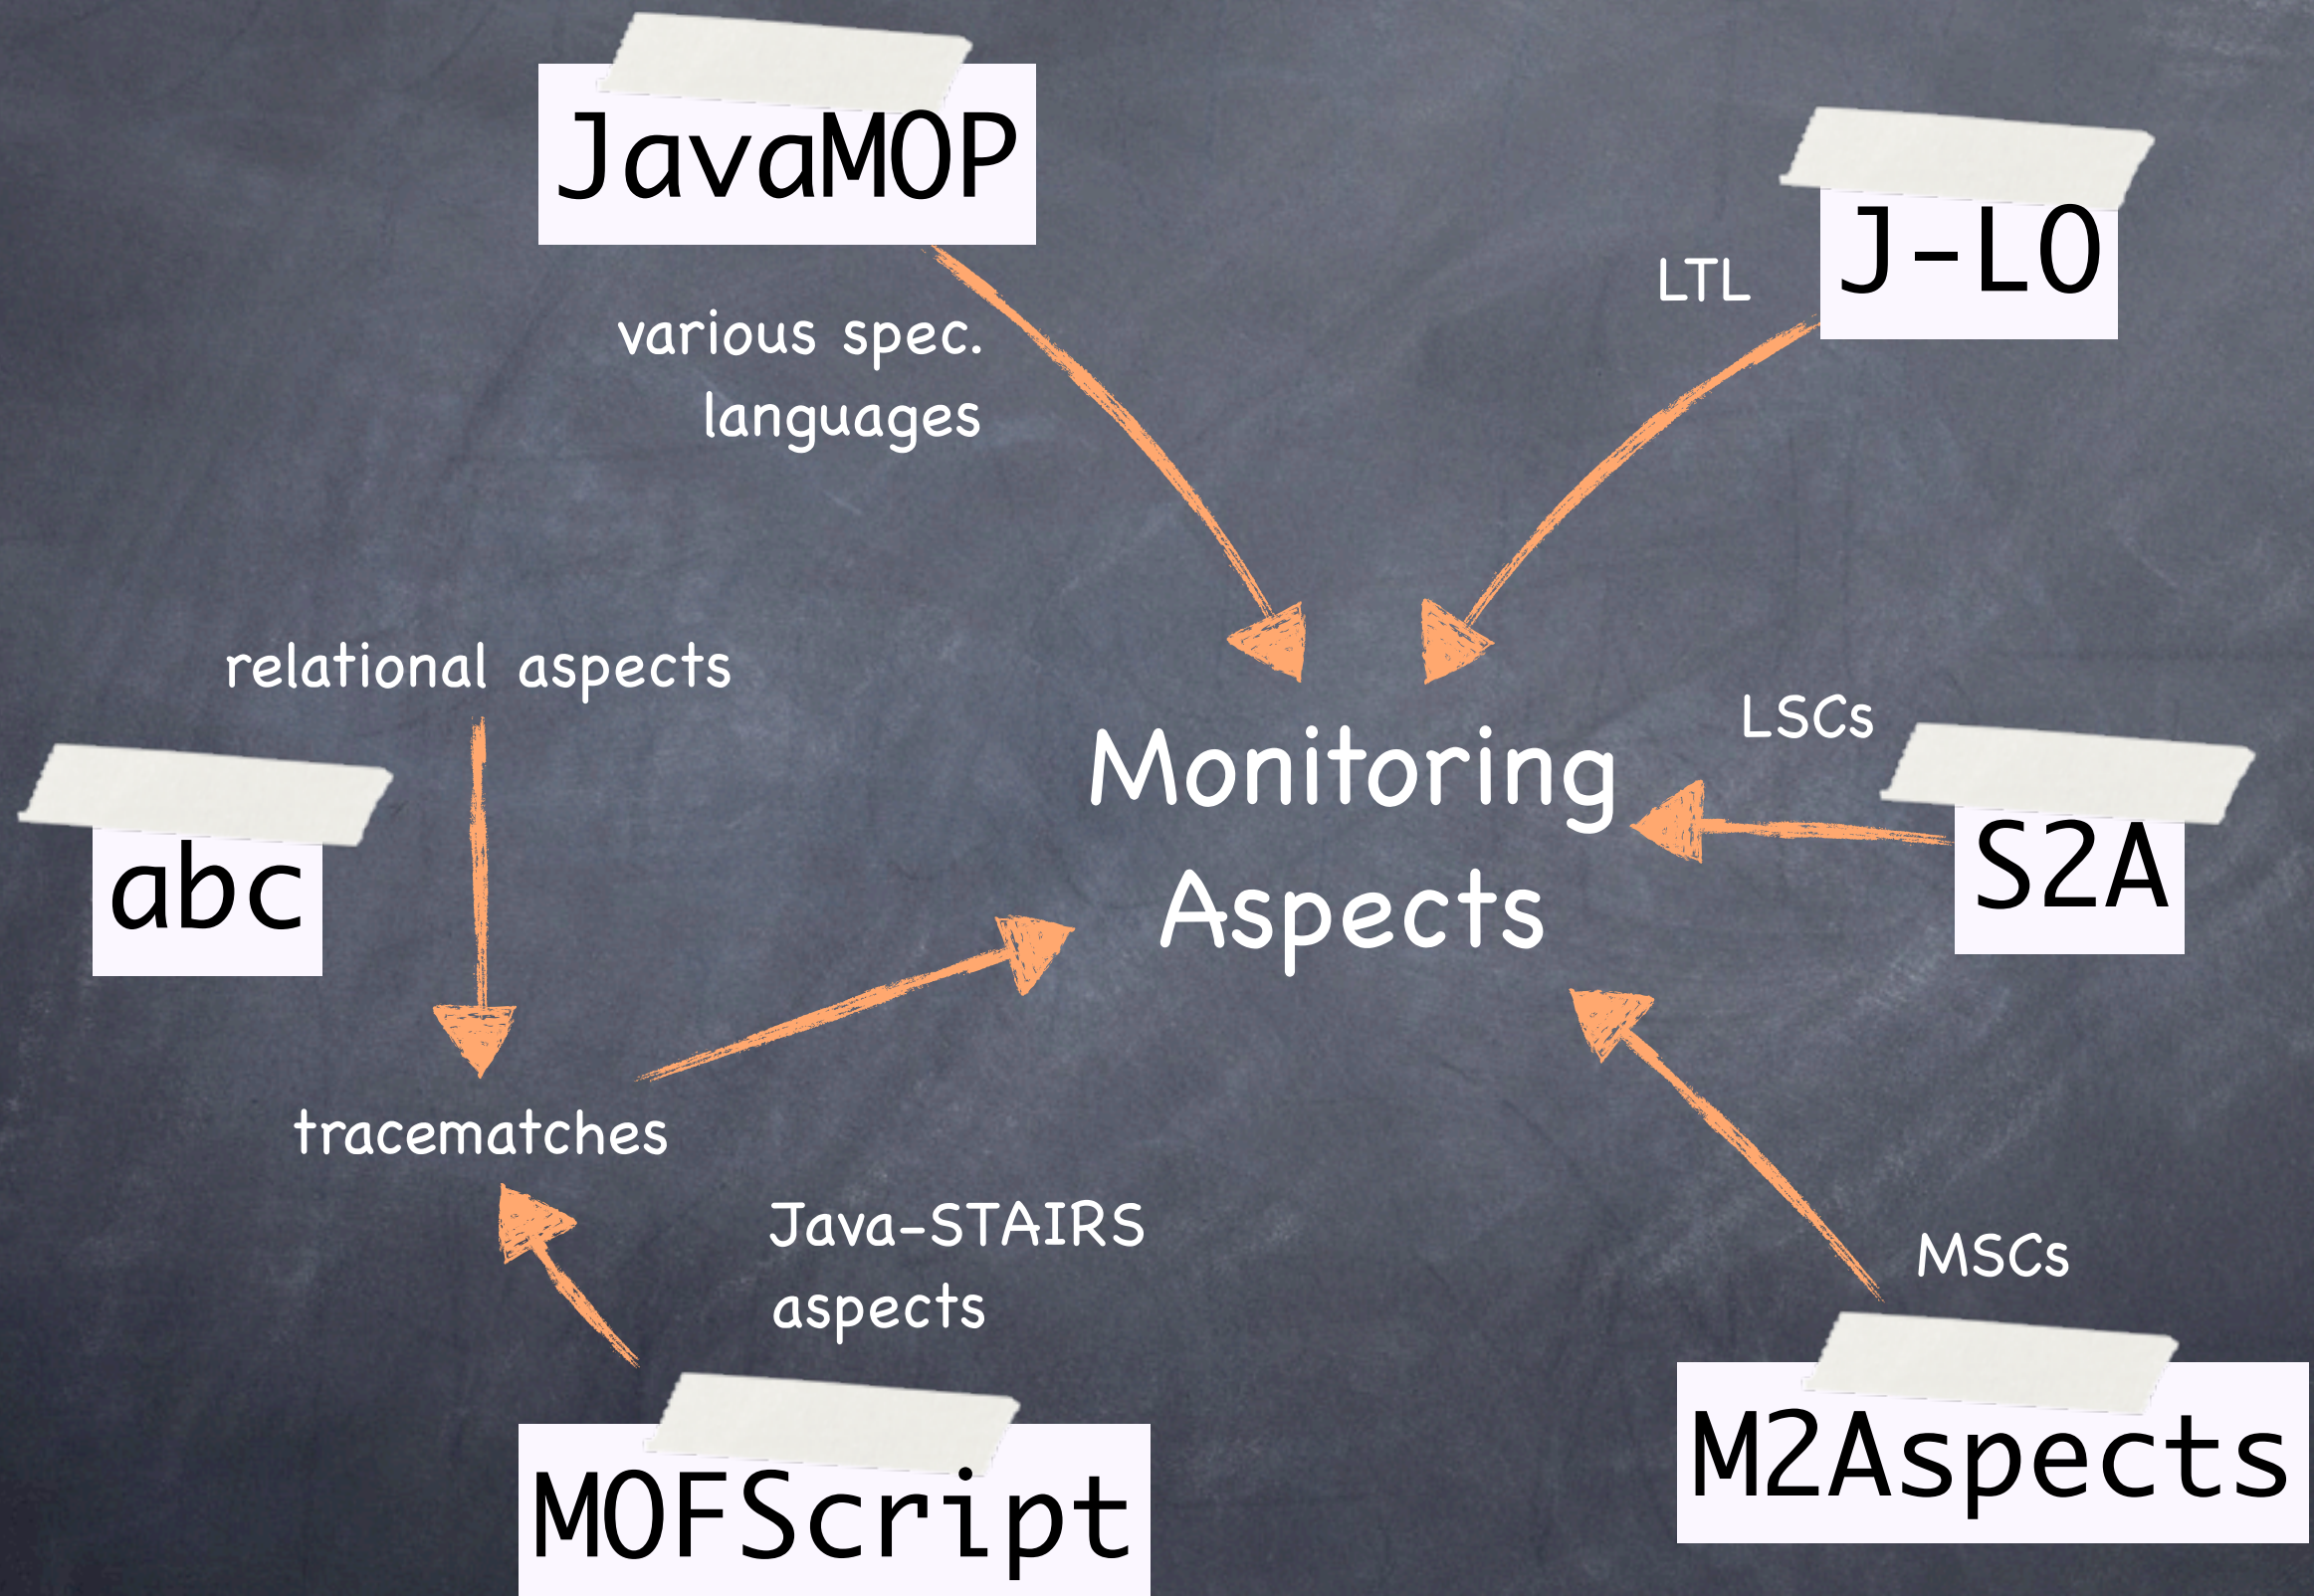 JavaMOP
J-LO
LTL
various spec.
languages
relational aspects
LSCs
Monitoring
Aspects
S2A
abc
tracematches
Java-STAIRS
aspects
MSCs
M2Aspects
MOFScript